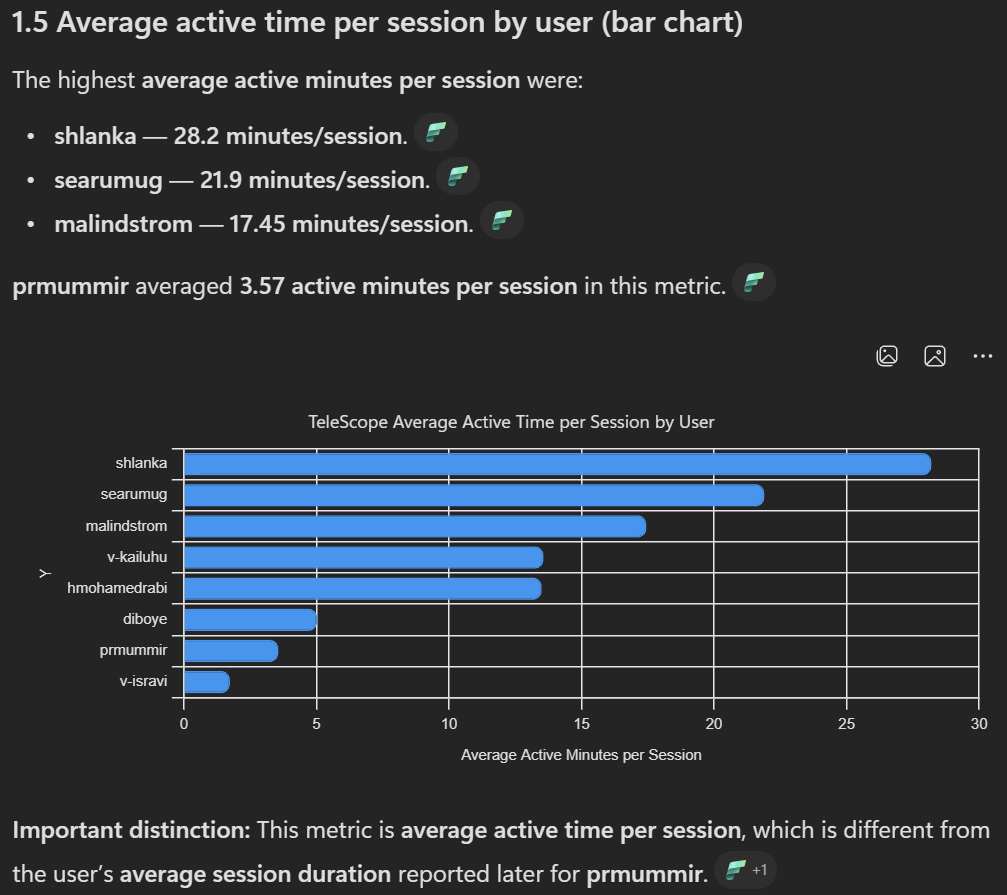 1.5 Average active time per session by user (bar chart)
The highest average active minutes per session were:
• shlanka — 28.2 minutes/session.
• searumug — 21.9 minutes/session.
• malindstrom — 17.45 minutes/session.
prmummir averaged 3.57 active minutes per session in this metric.
TeleScope Average Active Time per Session by User
shlanka
searumug
malindstrom
v-kailuhu
Y
hmohamedrabi
diboye
prmummir
v-isravi
0 5 10 15 20 25 30
Average Active Minutes per Session
Important distinction: This metric is average active time per session, which is different from
the user’s average session duration reported later for prmummir. +1